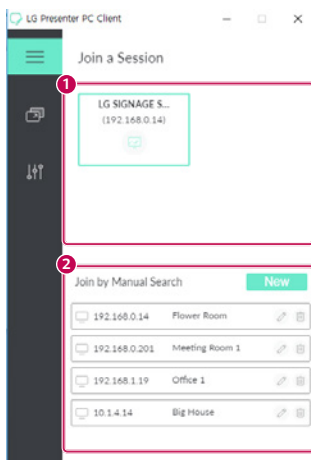 LG Presenter PC Client
Join a Session
1
LG SIGNAGE S...
(192.168.0.14)
2
Join by Manual Search New
192.168.0.14 Flower Room
192.168.0.201 Meeting Room 1
192.168.1.19 Office 1
10.1.4.14 Big House